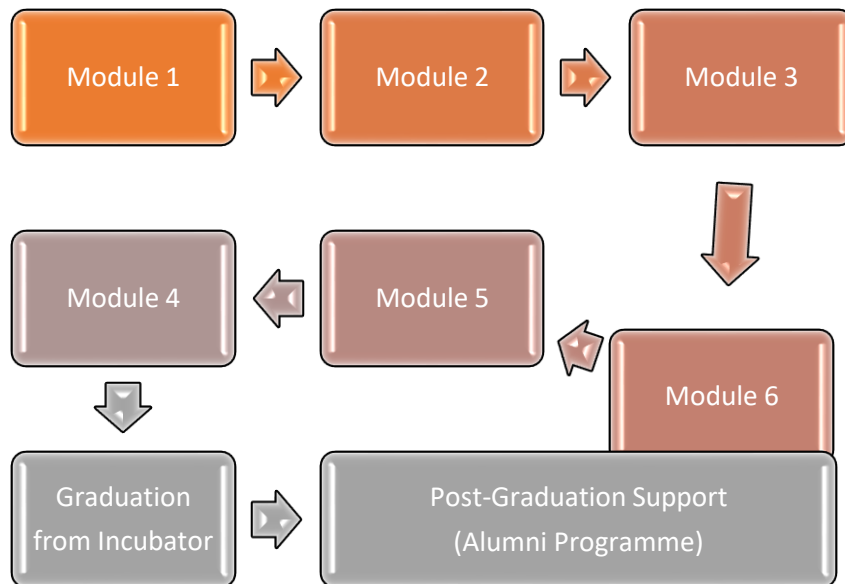 Module 1
Module 2
Module 3
Module 4
Module 5
Module 6
Graduation
from Incubator
Post-Graduation Support
(Alumni Programme)